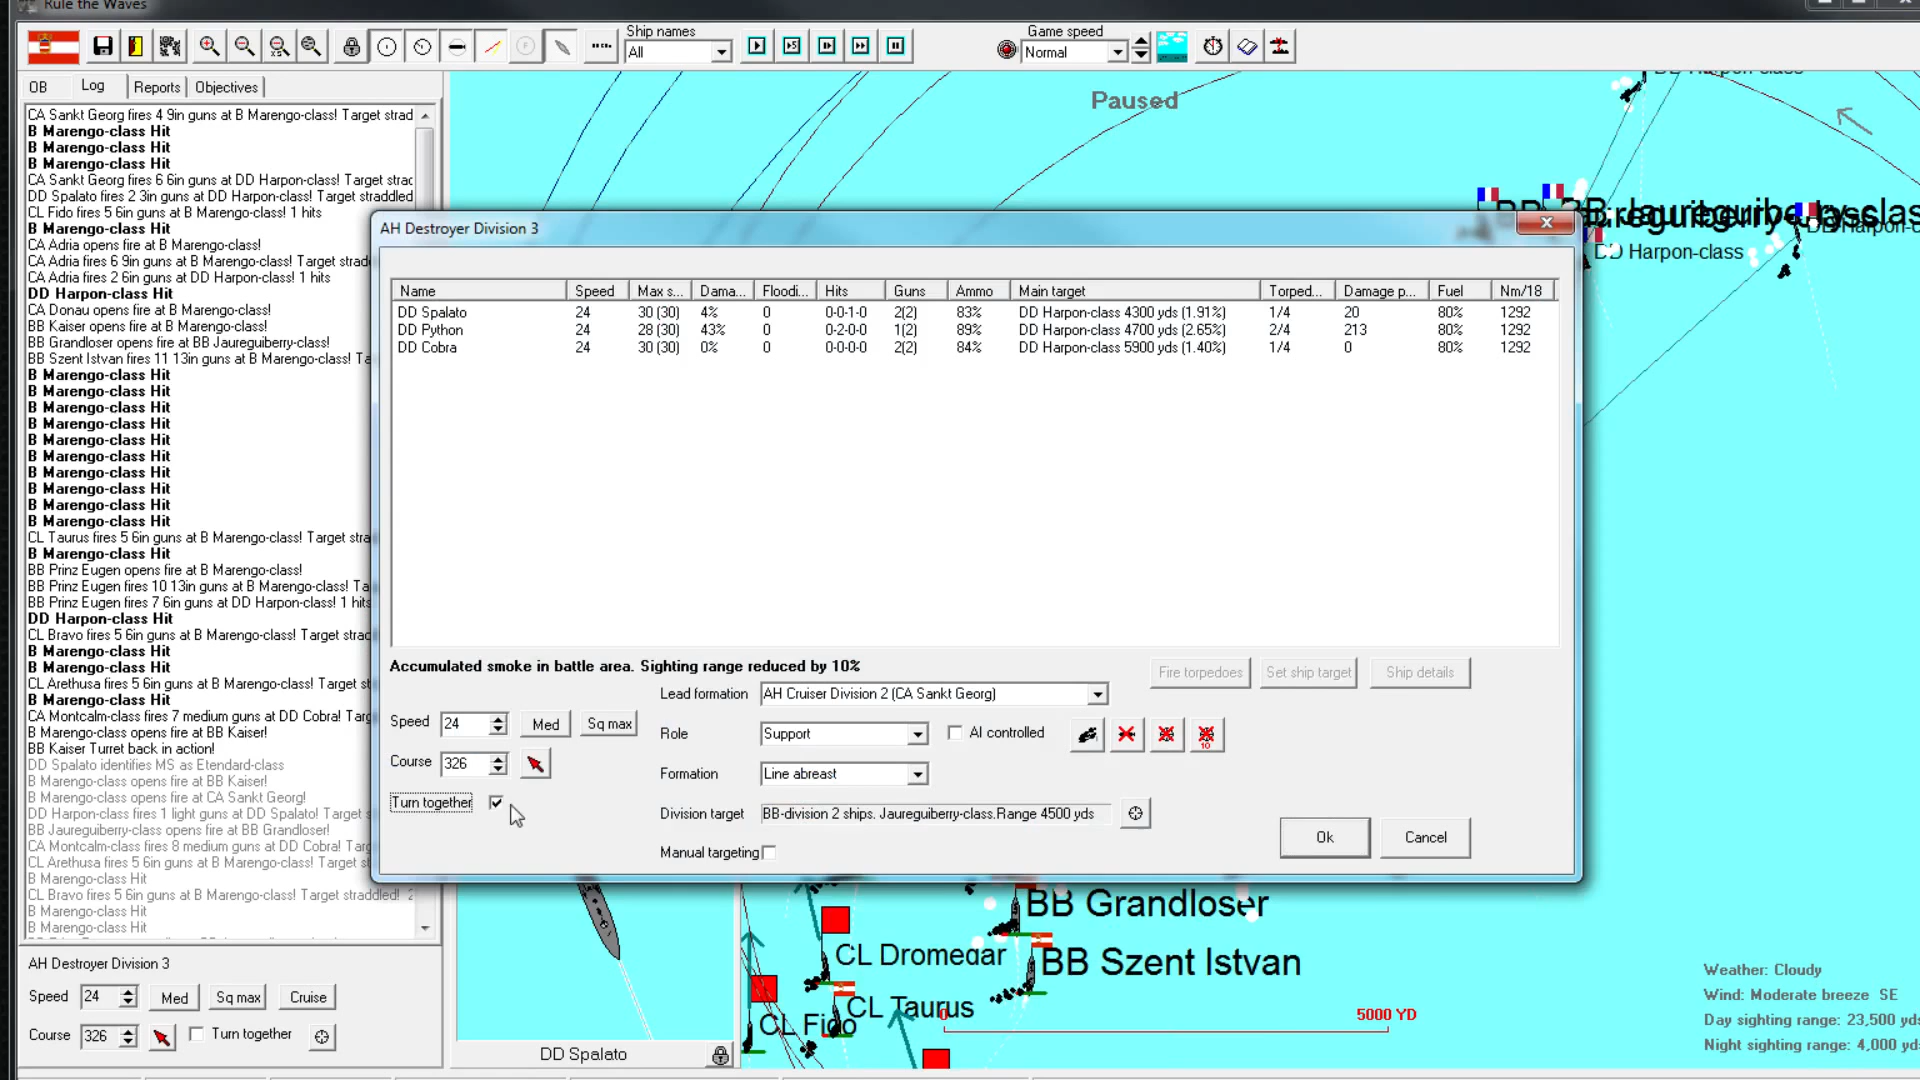 Rule the Waves
Ship names
All
Game speed
Normal
OB
Log
Reports
Objectives
CA Sankt Georg fires 4 9in guns at B Marengo-class! Target strad
B Marengo-class Hit
B Marengo-class Hit
B Marengo-class Hit
CA Sankt Georg fires 6 6in guns at DD Harpon-class! Target strad
DD Spalato fires 2 3in guns at DD Harpon-class! Target straddled
CL Fido fires 5 6in guns at B Marengo-class! 1 hits
B Marengo-class Hit
CA Adria opens fire at B Marengo-class!
CA Adria fires 6 9in guns at B Marengo-class! Target strad
CA Adria fires 2 6in guns at DD Harpon-class! 1 hits
DD Harpon-class Hit
CA Donau opens fire at B Marengo-class!
BB Kaiser opens fire at B Marengo-class!
BB Grandloser opens fire at BB Jaureguiberry-class!
BB Szent Istvan fires 11 13in guns at B Marengo-class! Ta
B Marengo-class Hit
B Marengo-class Hit
B Marengo-class Hit
B Marengo-class Hit
B Marengo-class Hit
B Marengo-class Hit
B Marengo-class Hit
B Marengo-class Hit
B Marengo-class Hit
B Marengo-class Hit
CL Taurus fires 5 6in guns at B Marengo-class! Target stra
B Marengo-class Hit
BB Prinz Eugen opens fire at B Marengo-class!
BB Prinz Eugen fires 10 13in guns at B Marengo-class! Ta
BB Prinz Eugen fires 7 6in guns at DD Harpon-class! 1 hits
DD Harpon-class Hit
CL Bravo fires 5 6in guns at B Marengo-class! Target strad
B Marengo-class Hit
B Marengo-class Hit
CL Arethusa fires 5 6in guns at B Marengo-class! Target st
B Marengo-class Hit
CA Montcalm-class fires 7 medium guns at DD Cobra! Targ
B Marengo-class opens fire at BB Kaiser!
BB Kaiser Turret back in action!
DD Spalato identifies MS as Etendard-class
B Marengo-class opens fire at BB Kaiser!
B Marengo-class opens fire at CA Sankt Georg!
DD Harpon-class fires 1 light guns at DD Spalato! Target s
BB Jaureguiberry-class opens fire at BB Grandloser!
CA Montcalm-class fires 8 medium guns at DD Cobra! Targ
CL Arethusa fires 5 6in guns at B Marengo-class! Target st
B Marengo-class Hit
CL Bravo fires 5 6in guns at B Marengo-class! Target straddled! 2
B Marengo-class Hit
B Marengo-class Hit
AH Destroyer Division 3
Speed 24 Med Sq max Cruise
Course 326 Turn together
Paused
DD Harpon-class
BB Jaureguiberry-clas
DD Harpon-c
DD Harpon-class
AH Destroyer Division 3
Name Speed Max s... Dama... Floodi... Hits Guns Ammo Main target Torped... Damage p... Fuel Nm/18
DD Spalato 24 30 (30) 4% 0 0-0-1-0 2(2) 83% DD Harpon-class 4300 yds (1.91%) 1/4 20 80% 1292
DD Python 24 28 (30) 43% 0 0-2-0-0 1(2) 89% DD Harpon-class 4700 yds (2.65%) 2/4 213 80% 1292
DD Cobra 24 30 (30) 0% 0 0-0-0-0 2(2) 84% DD Harpon-class 5900 yds (1.40%) 1/4 0 80% 1292
Accumulated smoke in battle area. Sighting range reduced by 10%
Fire torpedoes
Set ship target
Ship details
Speed 24 Med Sq max
Course 326
Turn together
Lead formation AH Cruiser Division 2 (CA Sankt Georg)
Role Support AI controlled
10
Formation Line abreast
Division target BB-division 2 ships. Jaureguiberry-class.Range 4500 yds
Manual targeting
Ok
Cancel
DD Spalato
BB Grandloser
CL Dromedar
BB Szent Istvan
CL Taurus
CL Fido
0
5000 YD
Weather: Cloudy
Wind: Moderate breeze SE
Day sighting range: 23,500 yds
Night sighting range: 4,000 yd